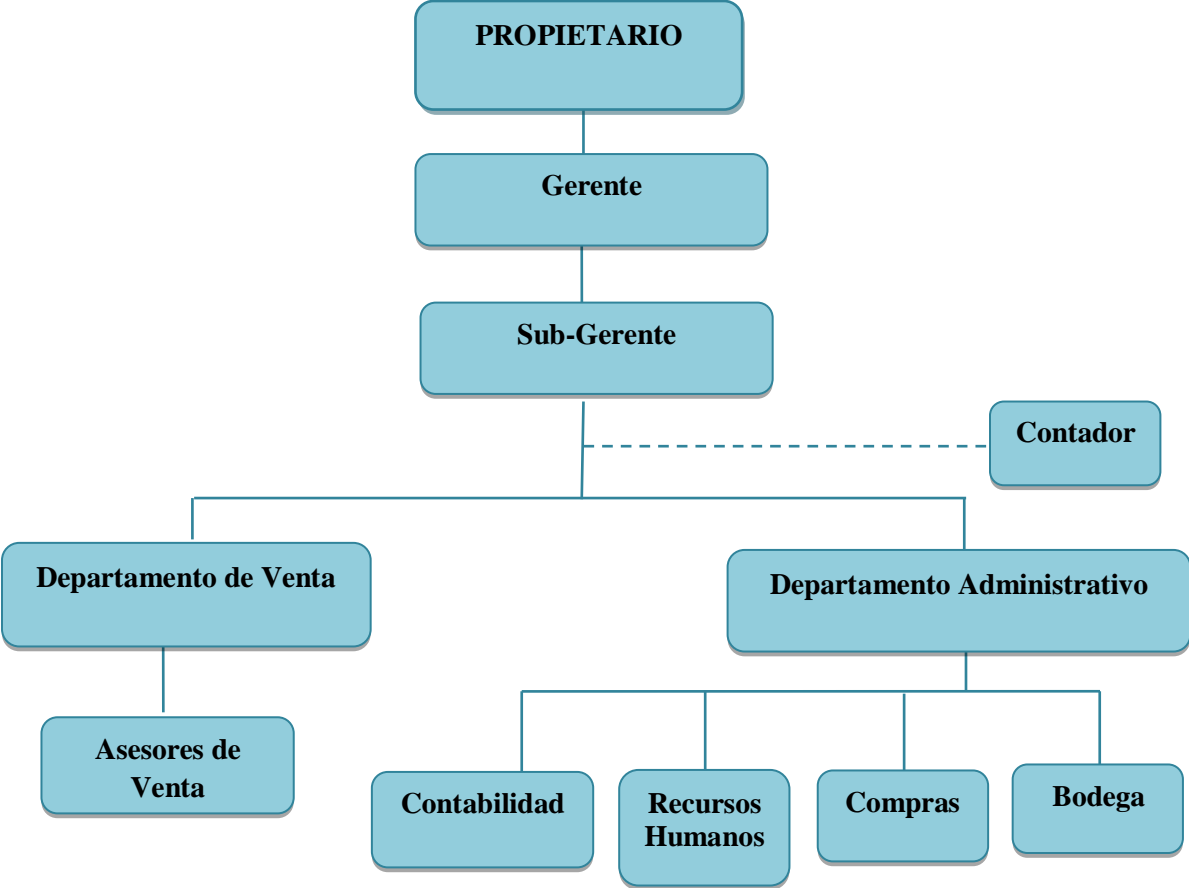 PROPIETARIO
Gerente
Sub-Gerente
Contador
Departamento de Venta
Departamento Administrativo
Asesores de
Venta
Contabilidad
Recursos
Humanos
Compras
Bodega